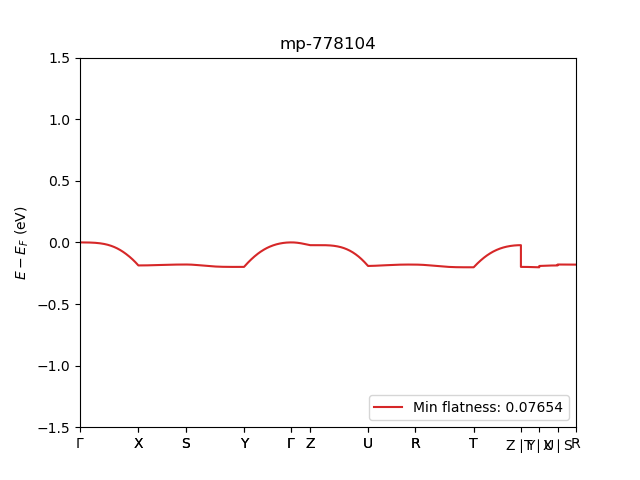 mp-778104
1.5
1.0
0.5
0.0
−0.5
−1.0
−1.5
E − E_F (eV)
Min flatness: 0.07654
Γ X S Y Γ Z U R T Z | T Y | X U | S R